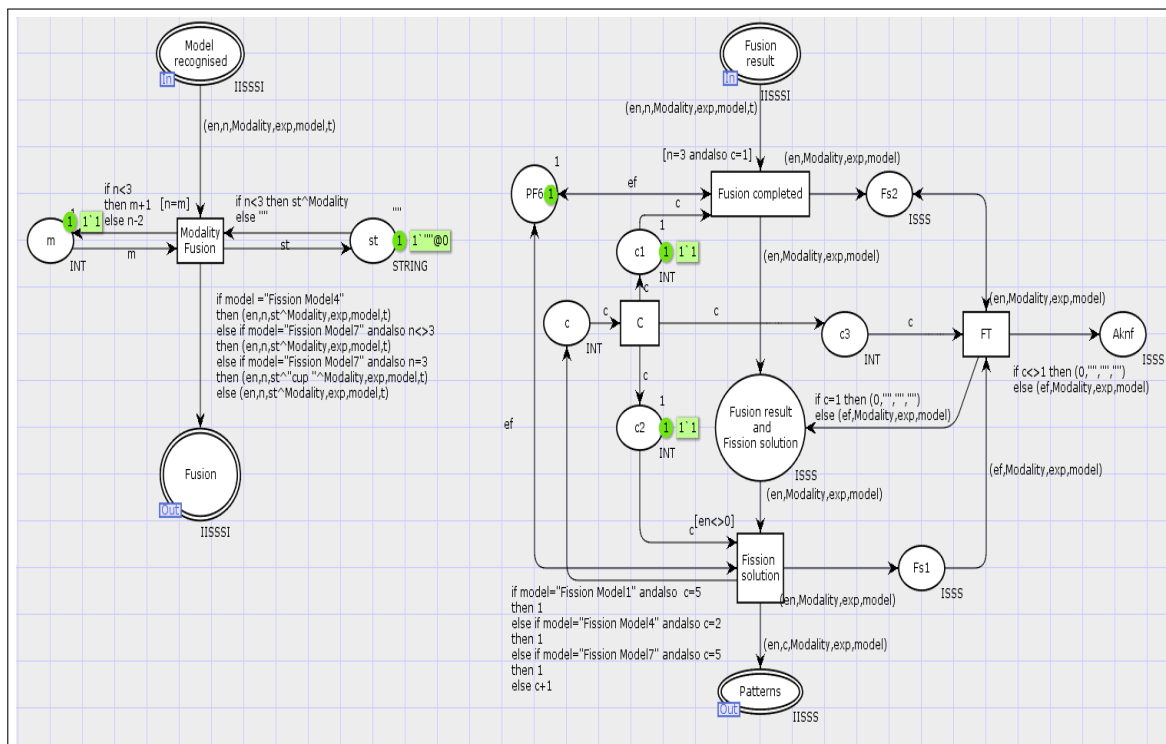 Model
recognised
In
IISSSI
(en,n,Modality,exp,model,t)
if n<3
then m+1
else n-2
[n=m]
if n<3 then st^Modality
else ""
""
1
1
1`1
m
INT
m
Modality
Fusion
st
st
1
1`""@0
STRING
if model ="Fission Model4"
then (en,n,st^Modality,exp,model,t)
else if model="Fission Model7" andalso n<>3
then (en,n,st^Modality,exp,model,t)
else if model="Fission Model7" andalso n=3
then (en,n,st^"cup "^Modality,exp,model,t)
else (en,n,st^Modality,exp,model,t)
Fusion
Out
IISSSI
Fusion
result
In
IISSSI
(en,n,Modality,exp,model,t)
[n=3 andalso c=1]
(en,Modality,exp,model)
1
PF6
1
ef
Fusion completed
Fs2
ISSS
c
1
c1
1
1`1
INT
(en,Modality,exp,model)
c
(en,Modality,exp,model)
c
c
INT
C
c
c3
INT
c
FT
Aknf
ISSS
c
if c<>1 then (0,"","","")
else (ef,Modality,exp,model)
if c=1 then (0,"","","")
else (ef,Modality,exp,model)
1
c2
1
1`1
INT
ef
Fusion result
and
Fission solution
ISSS
(ef,Modality,exp,model)
(en,Modality,exp,model)
[en<>0]
c
Fission
solution
Fs1
ISSS
(en,Modality,exp,model)
if model="Fission Model1" andalso  c=5
then 1
else if model="Fission Model4" andalso c=2
then 1
else if model="Fission Model7" andalso c=5
then 1
else c+1
(en,c,Modality,exp,model)
Patterns
Out
IISSS